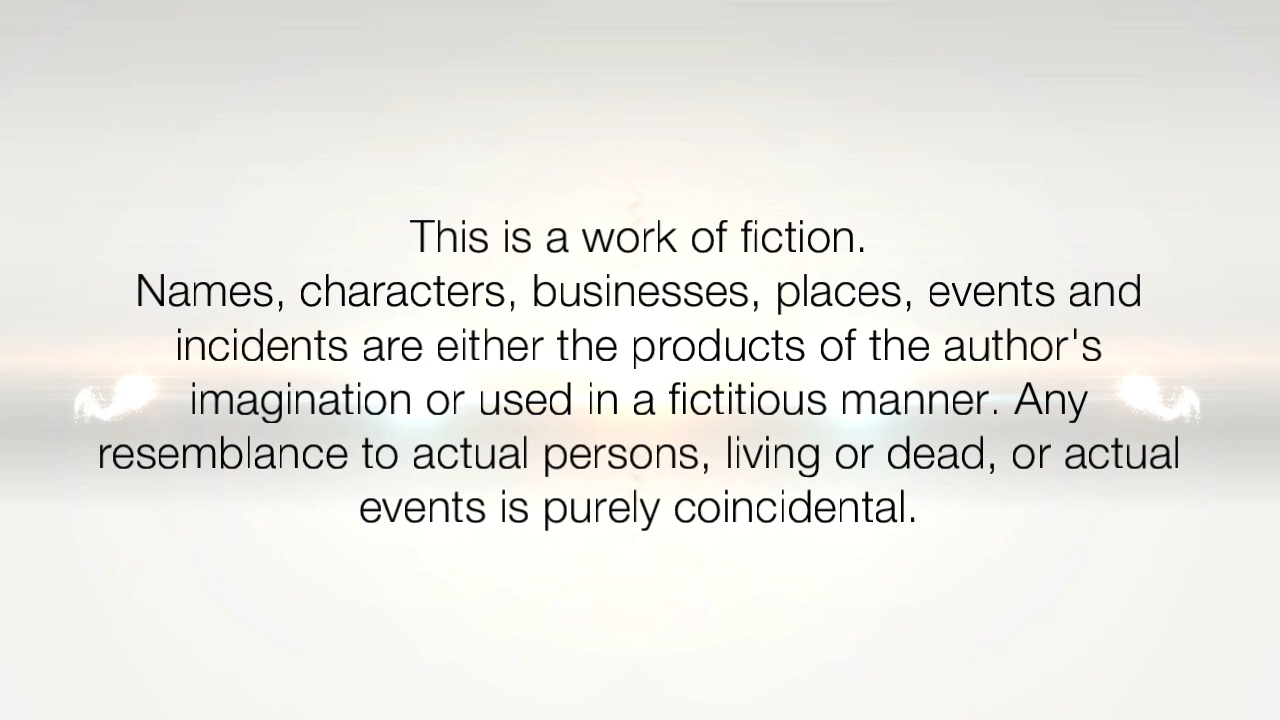 This is a work of fiction.
Names, characters, businesses, places, events and
incidents are either the products of the author's
imagination or used in a fictitious manner. Any
resemblance to actual persons, living or dead, or actual
events is purely coincidental.